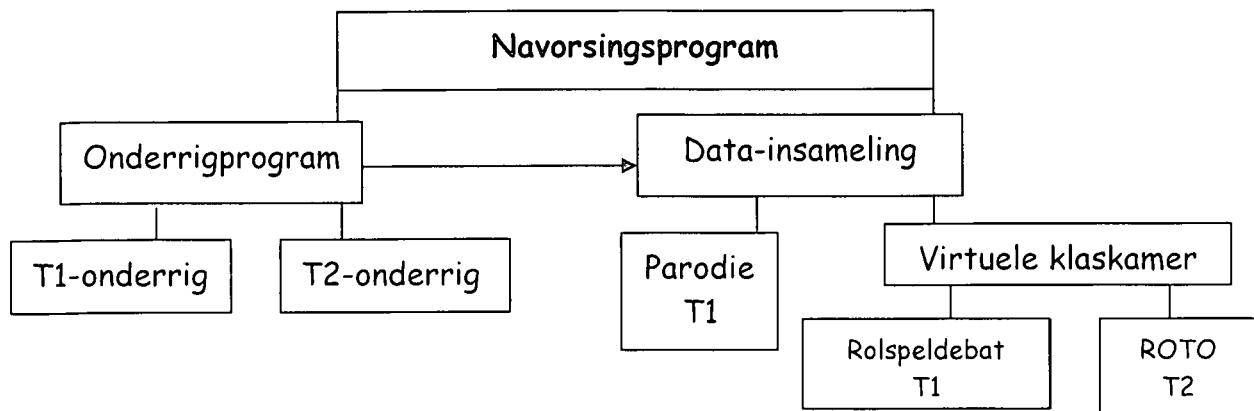 Navorsingsprogram
Onderrigprogram
Data-insameling
T1-onderrig
T2-onderrig
Parodie
T1
Virtuele klaskamer
Rolspeldebat
T1
ROTO
T2